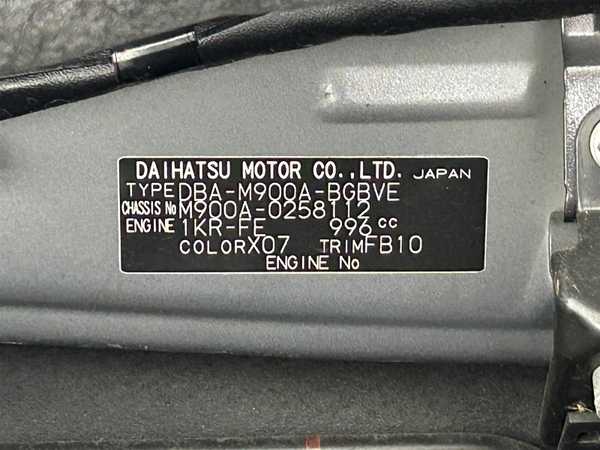 DAIHATSU MOTOR CO.,LTD. JAPAN
TYPE DBA-M900A-BGBVE
CHASSIS No M900A-0258112
ENGINE 1KR-FE 996 cc
COLOR X07 TRIM FB10
ENGINE No